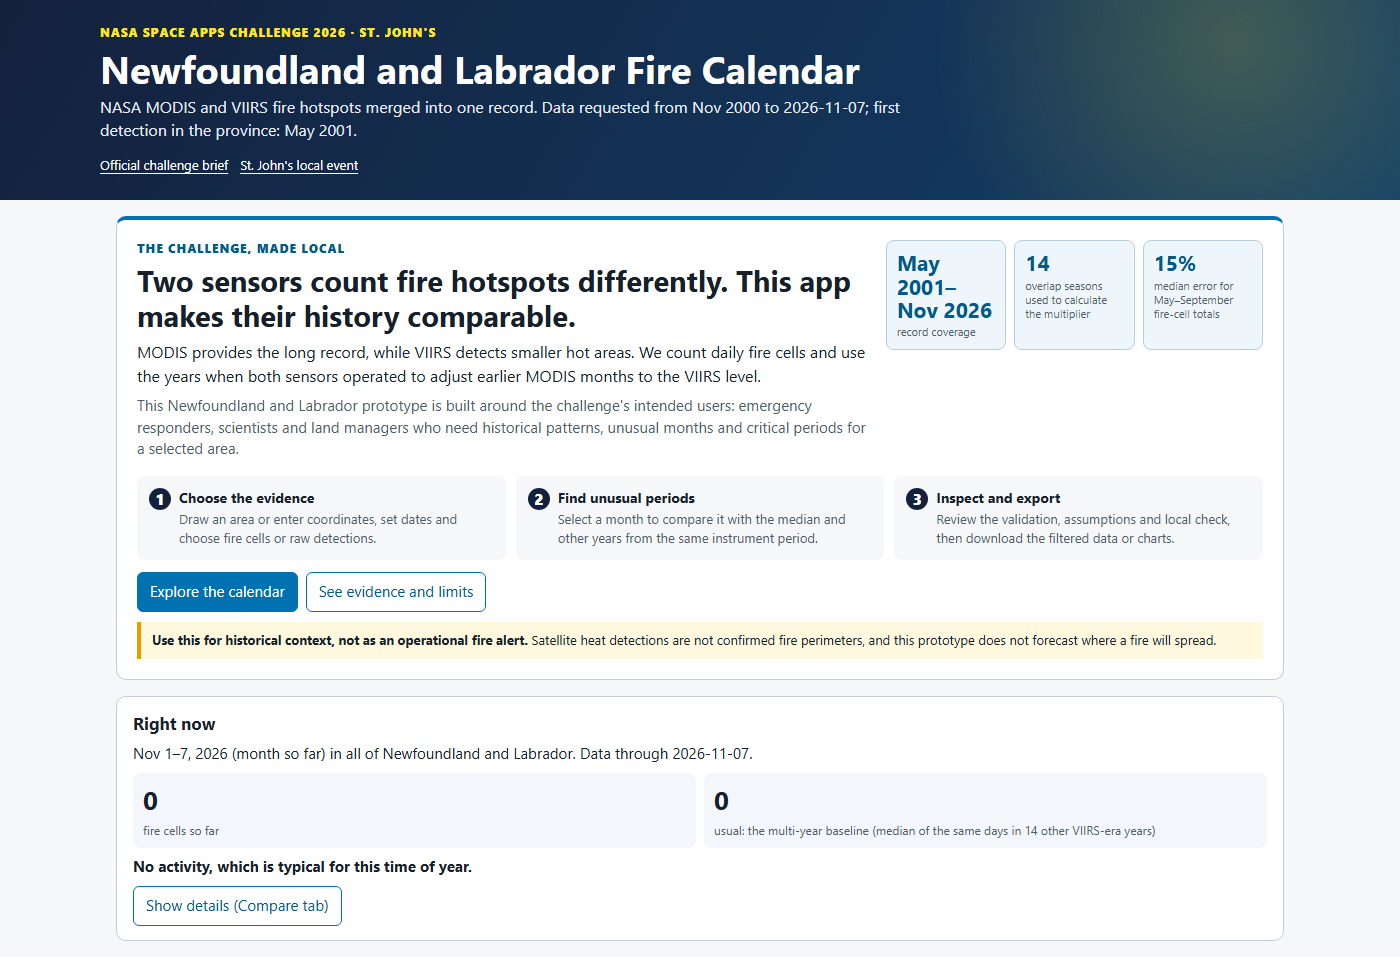 NASA SPACE APPS CHALLENGE 2026 · ST. JOHN'S
Newfoundland and Labrador Fire Calendar
NASA MODIS and VIIRS fire hotspots merged into one record. Data requested from Nov 2000 to 2026-11-07; first
detection in the province: May 2001.
Official challenge brief St. John's local event
THE CHALLENGE, MADE LOCAL
Two sensors count fire hotspots differently. This app
makes their history comparable.
MODIS provides the long record, while VIIRS detects smaller hot areas. We count daily fire cells and use
the years when both sensors operated to adjust earlier MODIS months to the VIIRS level.
This Newfoundland and Labrador prototype is built around the challenge's intended users: emergency
responders, scientists and land managers who need historical patterns, unusual months and critical periods for
a selected area.
May
2001–
Nov 2026
record coverage
14
overlap seasons
used to calculate
the multiplier
15%
median error for
May–September
fire-cell totals
1 Choose the evidence
Draw an area or enter coordinates, set dates and
choose fire cells or raw detections.
2 Find unusual periods
Select a month to compare it with the median and
other years from the same instrument period.
3 Inspect and export
Review the validation, assumptions and local check,
then download the filtered data or charts.
Explore the calendar See evidence and limits
Use this for historical context, not as an operational fire alert. Satellite heat detections are not confirmed fire perimeters, and this prototype does not forecast where a fire will spread.
Right now
Nov 1–7, 2026 (month so far) in all of Newfoundland and Labrador. Data through 2026-11-07.
0
fire cells so far
0
usual: the multi-year baseline (median of the same days in 14 other VIIRS-era years)
No activity, which is typical for this time of year.
Show details (Compare tab)